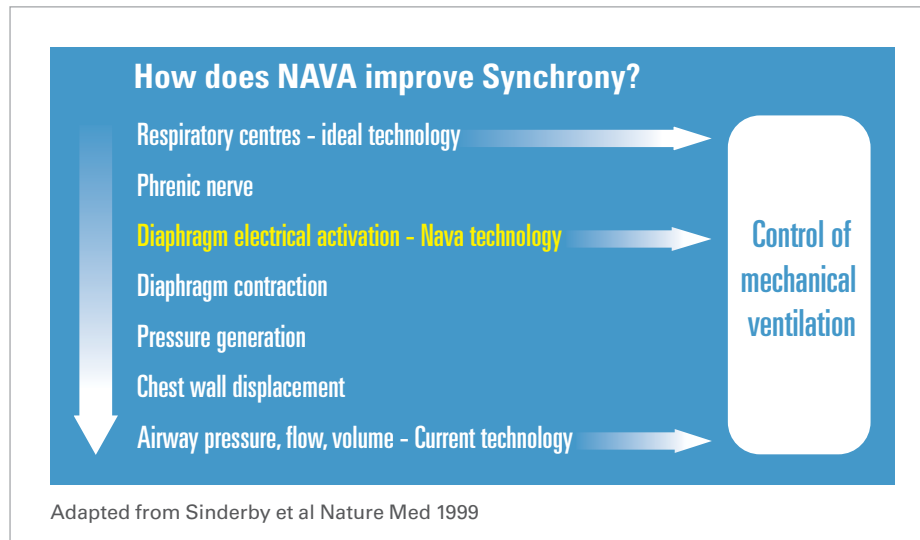 How does NAVA improve Synchrony?
Respiratory centres - ideal technology
Phrenic nerve
Diaphragm electrical activation - Nava technology
Diaphragm contraction
Pressure generation
Chest wall displacement
Airway pressure, flow, volume - Current technology
Control of
mechanical
ventilation
Adapted from Sinderby et al Nature Med 1999